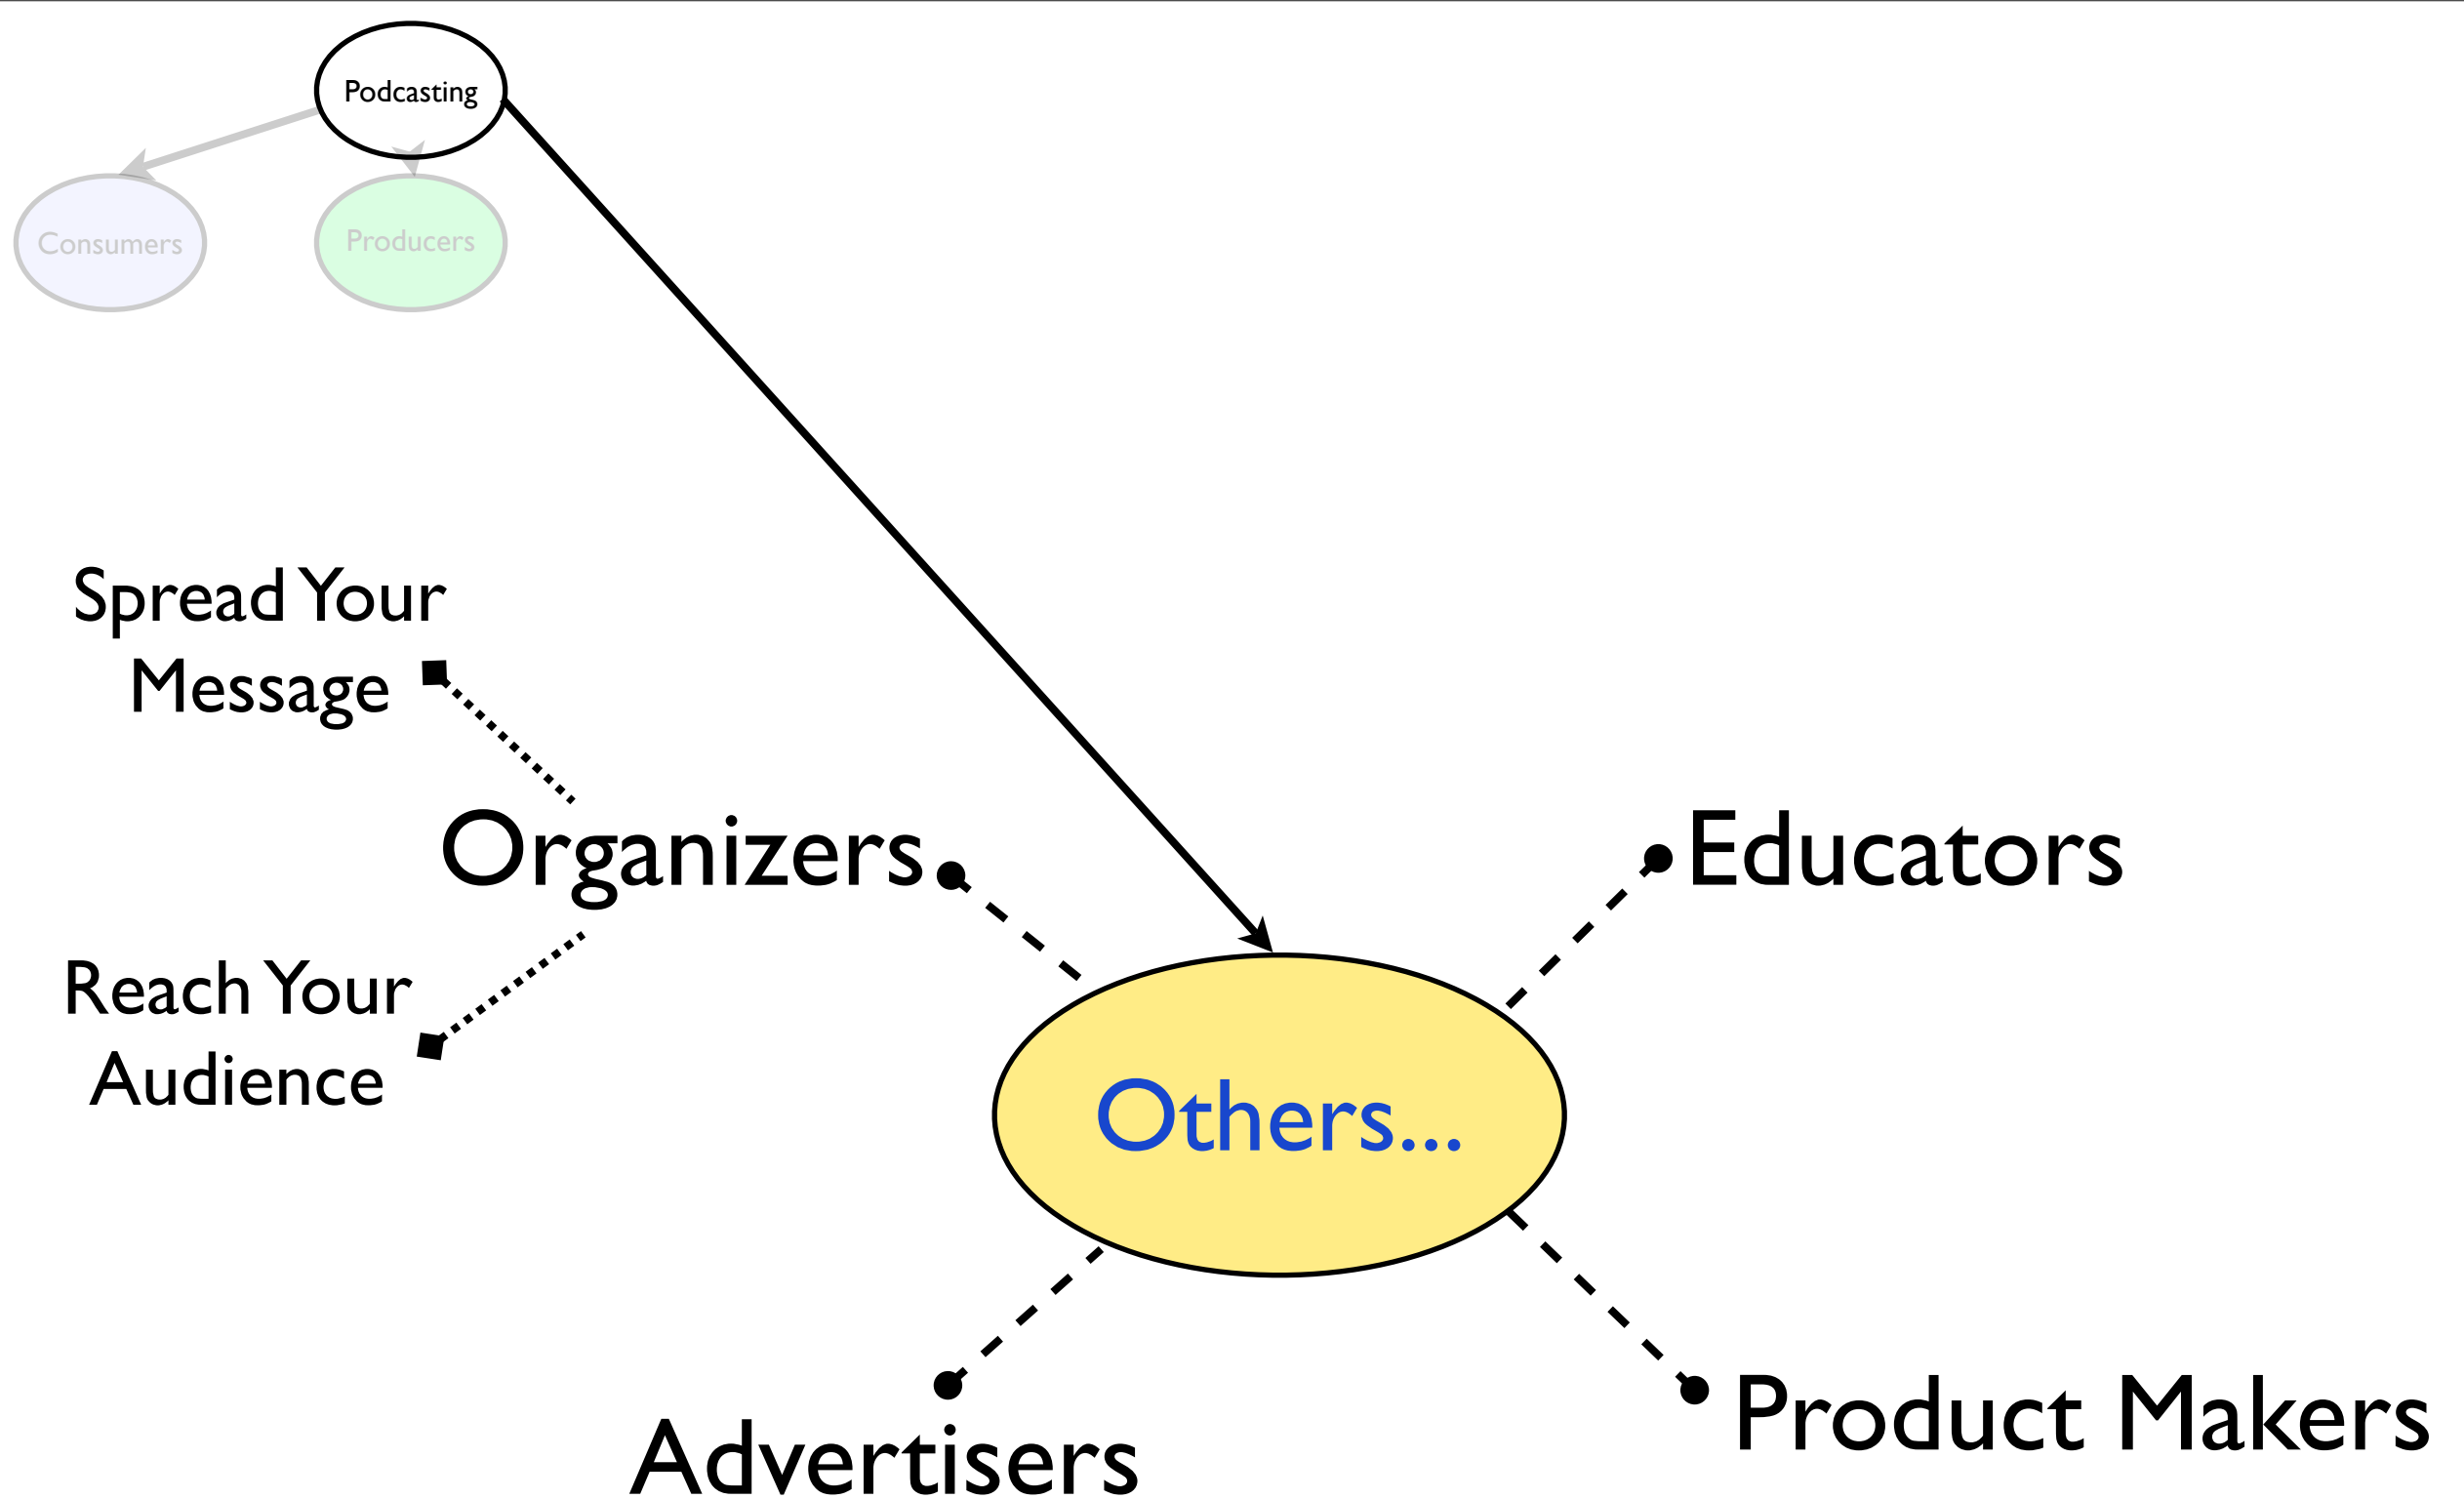 Podcasting
Consumers
Producers
Spread Your
Message
Organizers
Educators
Reach Your
Audience
Others...
Product Makers
Advertisers